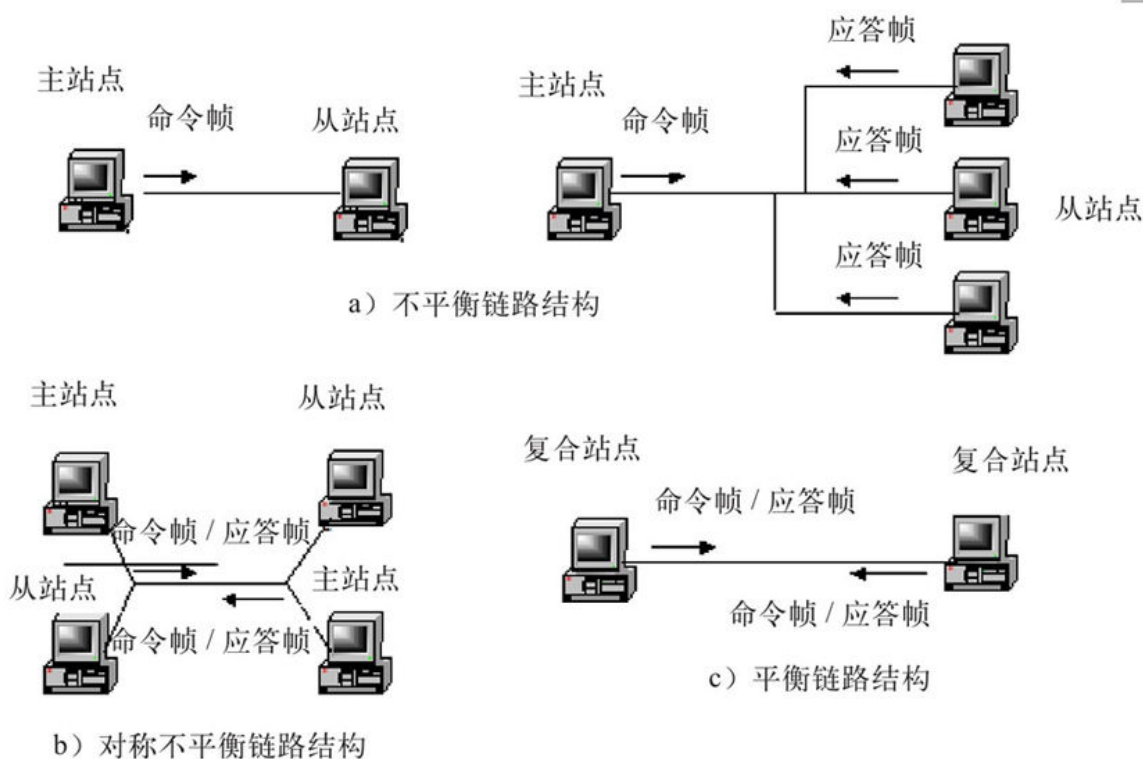 主站点
命令帧
从站点
主站点
命令帧
应答帧
应答帧
应答帧
从站点
a）不平衡链路结构
主站点
从站点
命令帧 / 应答帧
从站点
主站点
命令帧 / 应答帧
b）对称不平衡链路结构
复合站点
复合站点
命令帧 / 应答帧
命令帧 / 应答帧
c）平衡链路结构